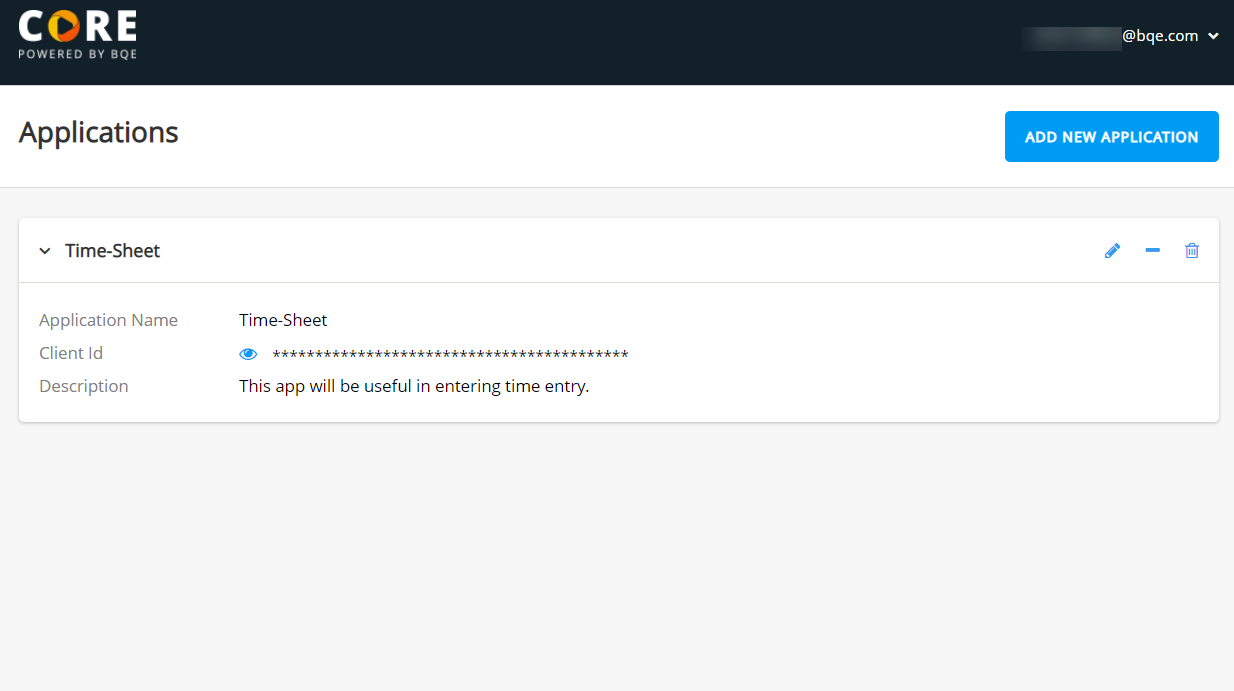 CORE
POWERED BY BQE
@bqe.com
Applications
ADD NEW APPLICATION
Time-Sheet
Application Name Time-Sheet
Client Id ******************************************
Description This app will be useful in entering time entry.